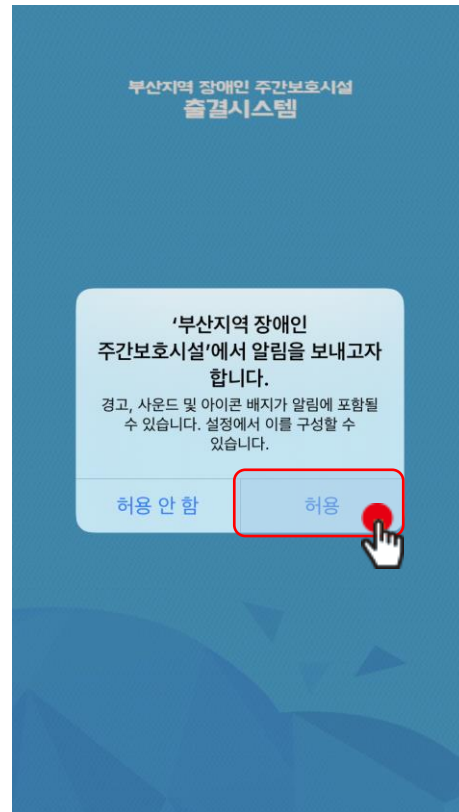 부산지역 장애인 주간보호시설
출결시스템
‘부산지역 장애인
주간보호시설’에서 알림을 보내고자
합니다.
경고, 사운드 및 아이콘 배지가 알림에 포함될
수 있습니다. 설정에서 이를 구성할 수
있습니다.
허용 안 함
허용